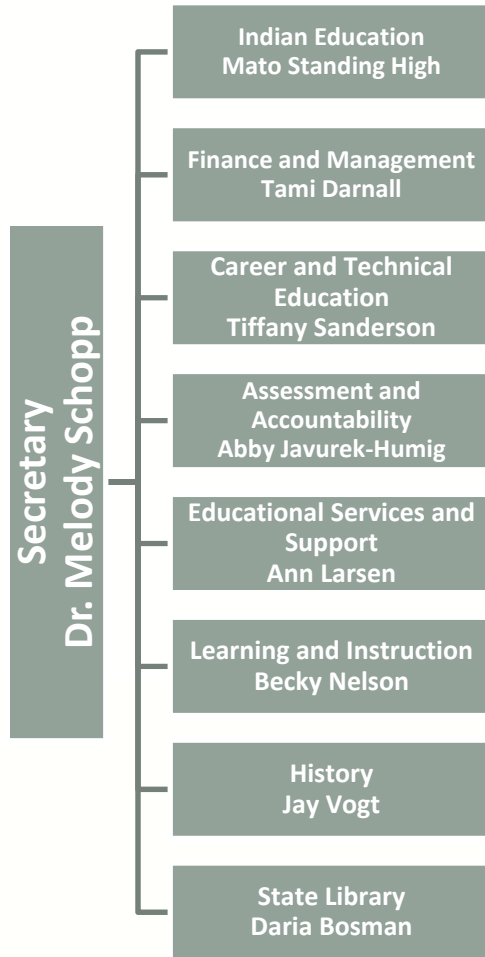 Secretary
Dr. Melody Schopp
Indian Education
Mato Standing High
Finance and Management
Tami Darnall
Career and Technical
Education
Tiffany Sanderson
Assessment and
Accountability
Abby Javurek-Humig
Educational Services and
Support
Ann Larsen
Learning and Instruction
Becky Nelson
History
Jay Vogt
State Library
Daria Bosman